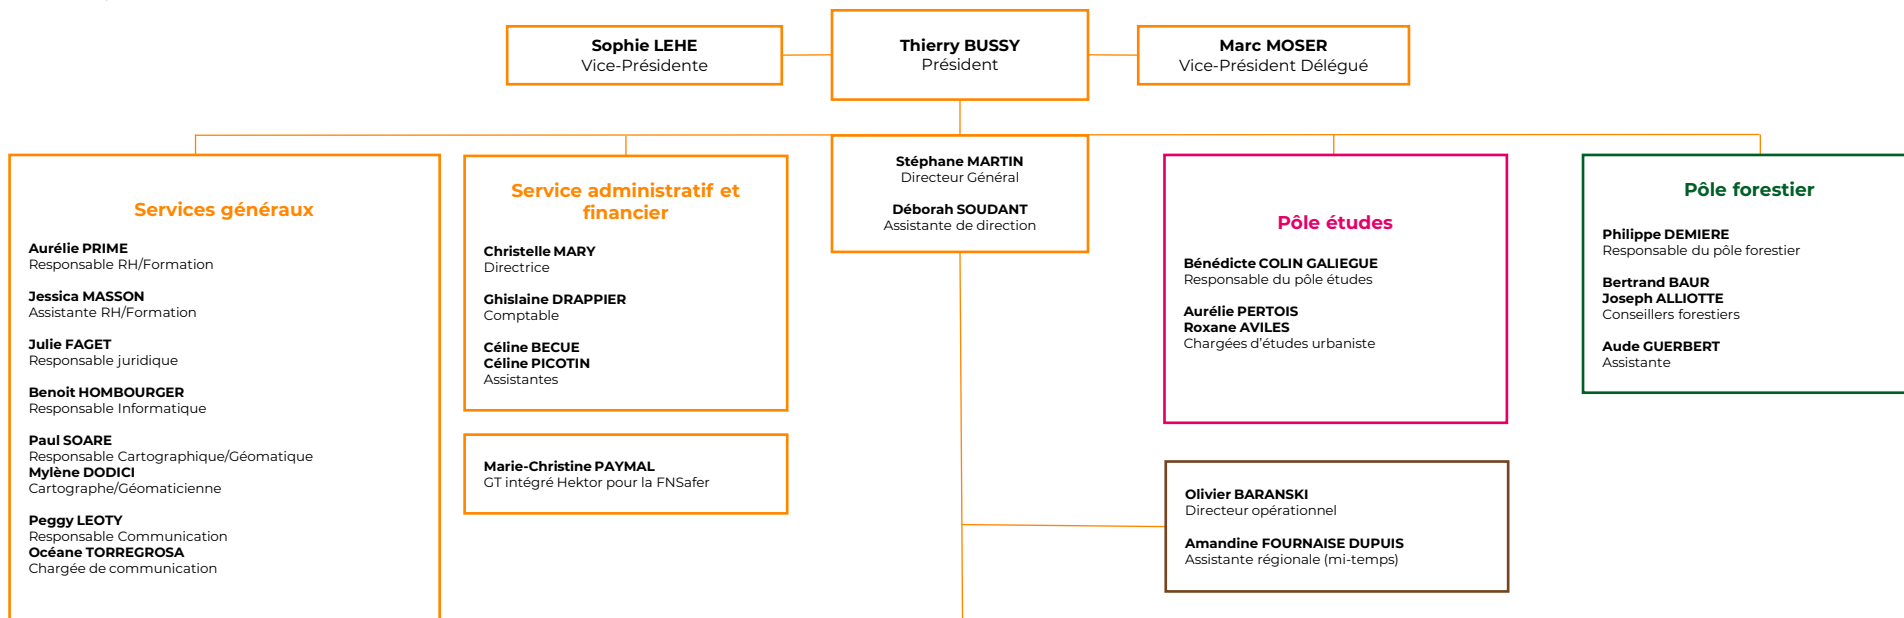 Sophie LEHE
Vice-Présidente
Thierry BUSSY
Président
Marc MOSER
Vice-Président Délégué
Services généraux
Aurélie PRIME
Responsable RH/Formation
Jessica MASSON
Assistante RH/Formation
Julie FAGET
Responsable juridique
Benoit HOMBOURGER
Responsable Informatique
Paul SOARE
Responsable Cartographique/Géomatique
Mylène DODICI
Cartographe/Géomaticienne
Peggy LEOTY
Responsable Communication
Océane TORREGROSA
Chargée de communication
Service administratif et
financier
Christelle MARY
Directrice
Ghislaine DRAPPIER
Comptable
Céline BECUE
Céline PICOTIN
Assistantes
Marie-Christine PAYMAL
GT intégré Hektor pour la FNSafer
Stéphane MARTIN
Directeur Général
Déborah SOUDANT
Assistante de direction
Pôle études
Bénédicte COLIN GALIEGUE
Responsable du pôle études
Aurélie PERTOIS
Roxane AVILES
Chargées d’études urbaniste
Olivier BARANSKI
Directeur opérationnel
Amandine FOURNAISE DUPUIS
Assistante régionale (mi-temps)
Pôle forestier
Philippe DEMIERE
Responsable du pôle forestier
Bertrand BAUR
Joseph ALLIOTTE
Conseillers forestiers
Aude GUERBERT
Assistante